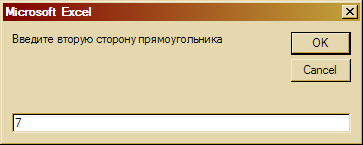 Microsoft Excel
Введите вторую сторону прямоугольника
OK
Cancel
7